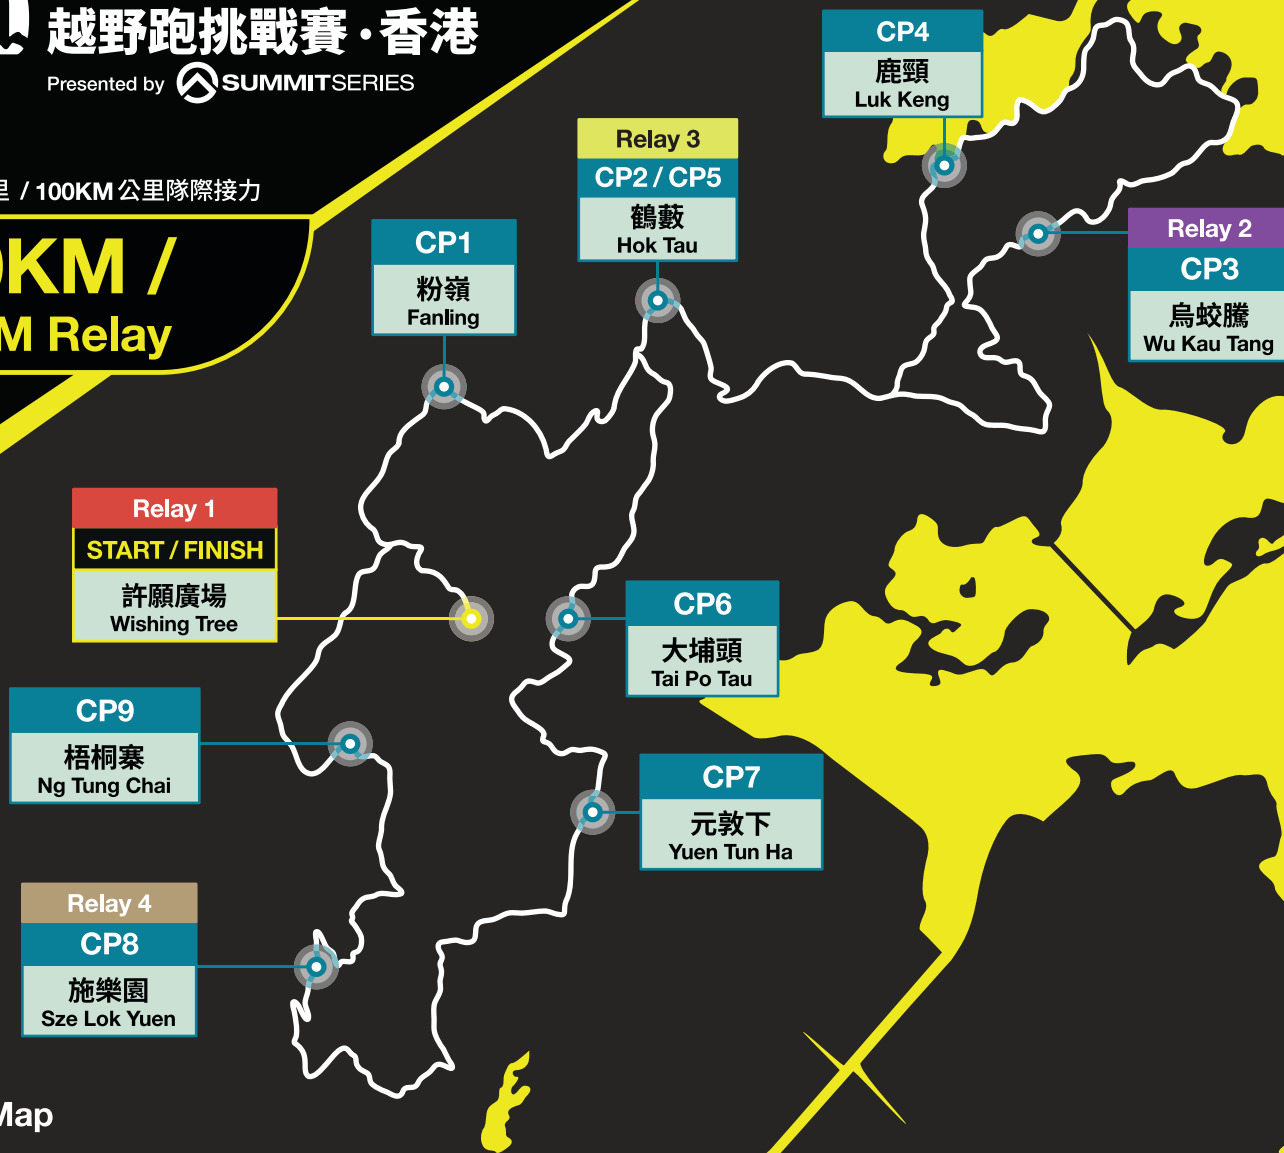 越野跑挑戰賽·香港
Presented by SUMMITSERIES
里 / 100KM 公里隊際接力
KM /
M Relay
CP4
鹿頸
Luk Keng
Relay 3
CP2 / CP5
鶴藪
Hok Tau
CP1
粉嶺
Fanling
Relay 2
CP3
烏蛟騰
Wu Kau Tang
Relay 1
START / FINISH
許願廣場
Wishing Tree
CP6
大埔頭
Tai Po Tau
CP9
梧桐寨
Ng Tung Chai
CP7
元墩下
Yuen Tun Ha
Relay 4
CP8
施樂園
Sze Lok Yuen
Map